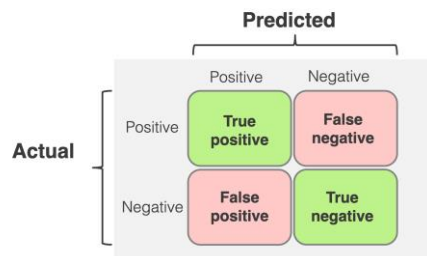 Predicted
Positive Negative
Actual
Positive
True
positive
False
negative
Negative
False
positive
True
negative